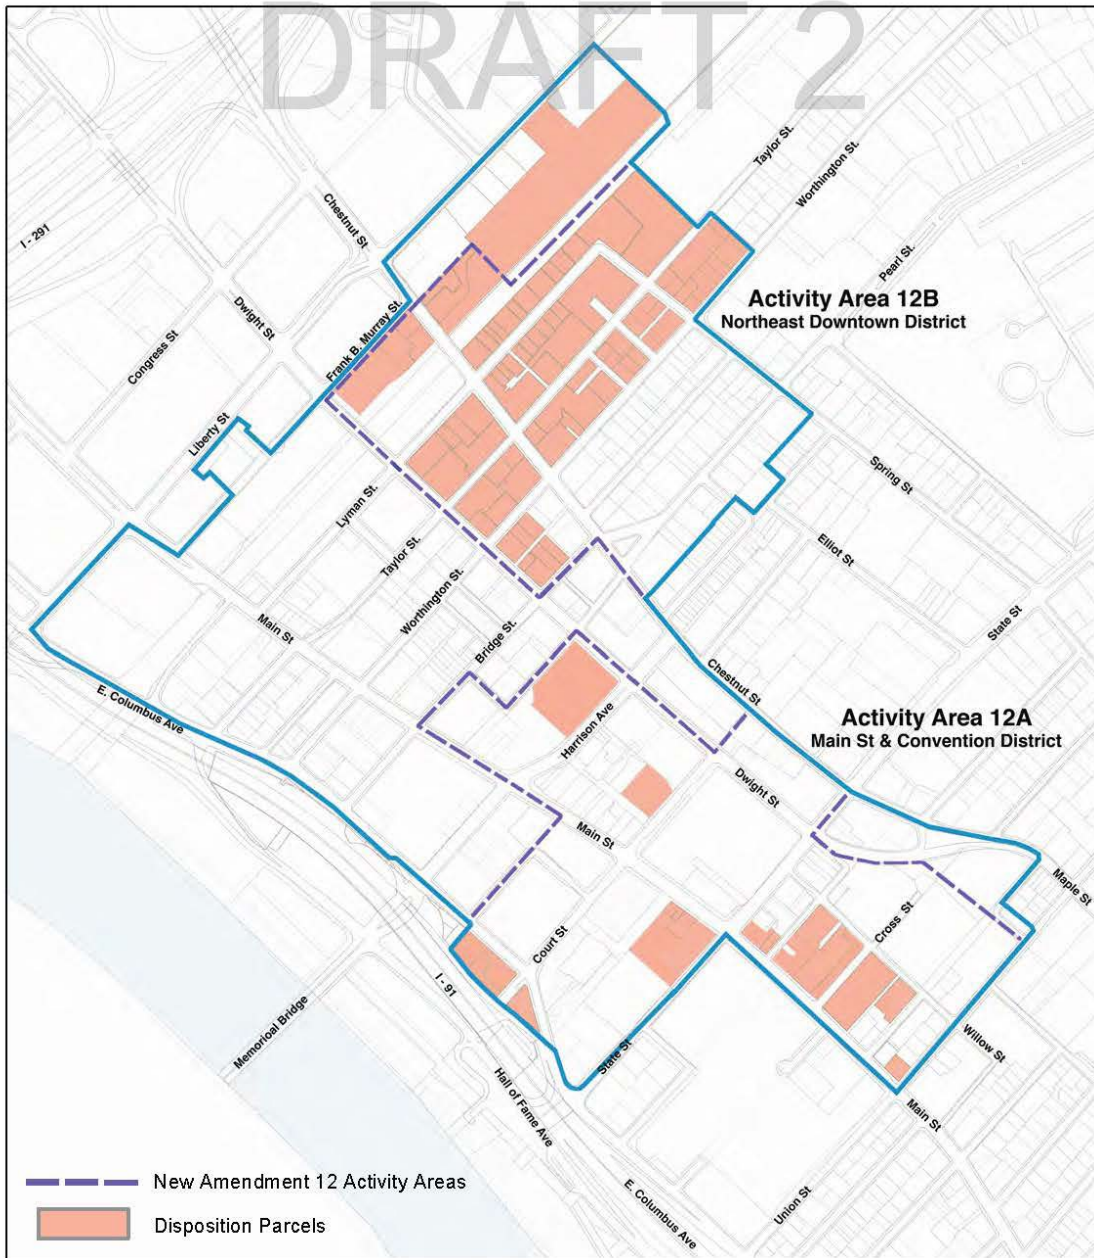 DRAFT 2
Taylor St.
Worthington St.
Chestnut St
I - 291
Pearl St.
Activity Area 12B
Northeast Downtown District
Dwight St
Frank B. Murray St.
Congress St
Liberty St
Spring St
Lyman St.
Elliot St
Taylor St.
Worthington St.
State St
Main St
Bridge St.
Chestnut St
E. Columbus Ave
Harrison Ave
Activity Area 12A
Main St & Convention District
Dwight St
Main St
Maple St
Cross St
Court St
I - 91
Memorioal Bridge
State St
Willow St
Hall of Fame Ave
Main St
New Amendment 12 Activity Areas
E. Columbus Ave
Union St
Disposition Parcels